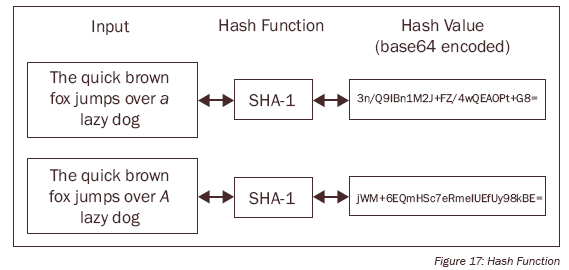 Input
Hash Function
Hash Value
(base64 encoded)
The quick brown
fox jumps over a
lazy dog
SHA-1
3n/Q9IBn1M2J+FZ/4wQEAOPt+G8=
The quick brown
fox jumps over A
lazy dog
SHA-1
jWM+6EQmHSc7eRmeIUEfUy98kBE=
Figure 17: Hash Function